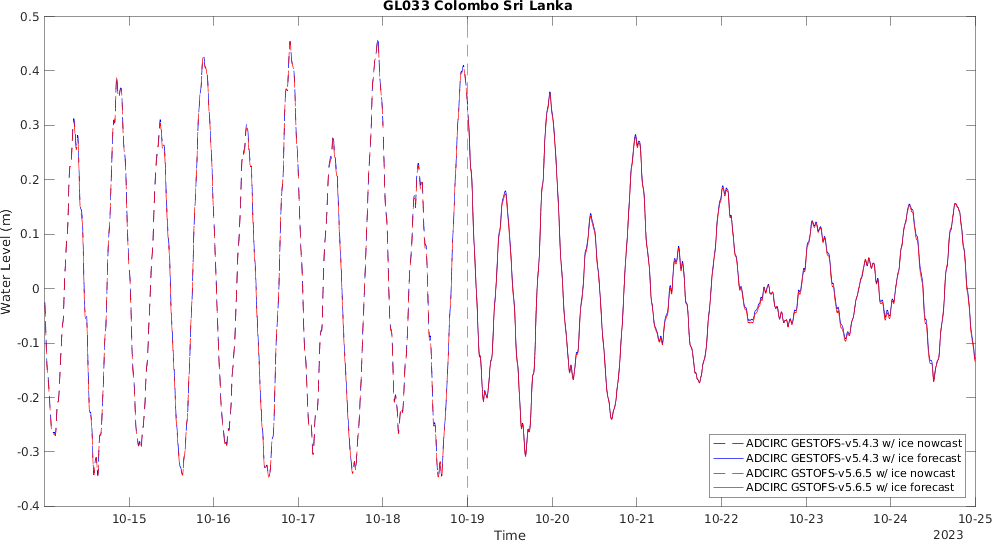 GL033 Colombo Sri Lanka
Water Level (m)
0.5
0.4
0.3
0.2
0.1
0
-0.1
-0.2
-0.3
-0.4
ADCIRC GESTOFS-v5.4.3 w/ ice nowcast
ADCIRC GESTOFS-v5.4.3 w/ ice forecast
ADCIRC GSTOFS-v5.6.5 w/ ice nowcast
ADCIRC GSTOFS-v5.6.5 w/ ice forecast
10-15 10-16 10-17 10-18 10-19 10-20 10-21 10-22 10-23 10-24 10-25
Time
2023